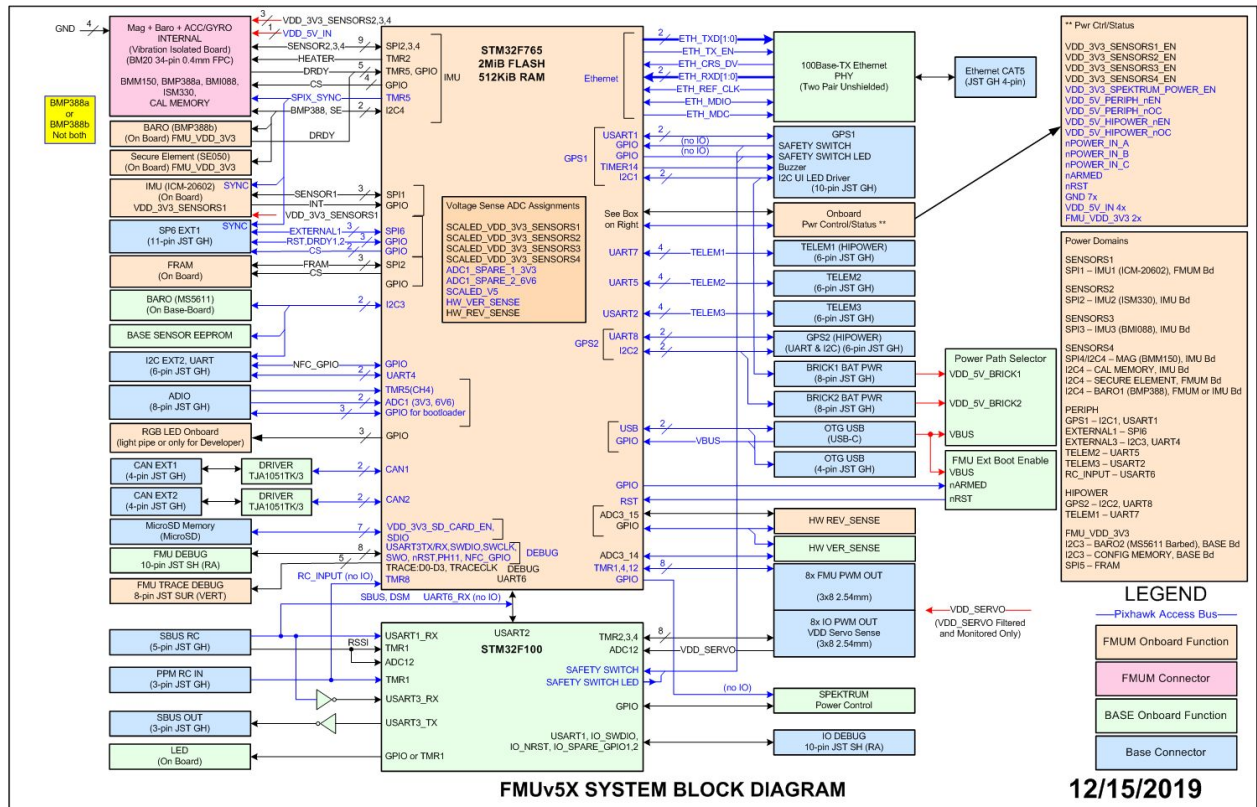 GND
4
Mag + Baro + ACC/GYRO
INTERNAL
(Vibration Isolated Board)
(BM20 34-pin 0.4mm FPC)
BMM150, BMP388a, BMI088,
ISM330,
CAL MEMORY
3
VDD_3V3_SENSORS2,3,4
1
VDD_5V_IN
SENSOR2,3,4
9
SPI2,3,4
HEATER
TMR2
DRDY
5
TMR5, GPIO
CS
4
GPIO
SPIX_SYNC
TMR5
BMP388, SE
2
I2C4
IMU
DRDY
BMP388a
or
BMP388b
Not both
BARO (BMP388b)
(On Board) FMU_VDD_3V3
Secure Element (SE050)
(On Board) FMU_VDD_3V3
IMU (ICM-20602)
SYNC
(On Board)
VDD_3V3_SENSORS1
SENSOR1
3
SPI1
INT
GPIO
VDD_3V3_SENSORS1
SYNC
SP6 EXT1
(11-pin JST GH)
EXTERNAL1
3
SPI6
RST,DRDY1,2
3
GPIO
CS
2
GPIO
FRAM
(On Board)
FRAM
3
SPI2
CS
GPIO
BARO (MS5611)
(On Base-Board)
2
I2C3
BASE SENSOR EEPROM
I2C EXT2, UART
(6-pin JST GH)
NFC_GPIO
GPIO
2
UART4
ADIO
(8-pin JST GH)
TMR5(CH4)
2
ADC1 (3V3, 6V6)
3
GPIO for bootloader
RGB LED Onboard
(light pipe or only for Developer)
3
GPIO
CAN EXT1
(4-pin JST GH)
DRIVER
TJA1051TK/3
2
CAN1
CAN EXT2
(4-pin JST GH)
DRIVER
TJA1051TK/3
2
CAN2
MicroSD Memory
(MicroSD)
7
VDD_3V3_SD_CARD_EN,
SDIO
FMU DEBUG
10-pin JST SH (RA)
8
USART3TX/RX,SWDIO,SWCLK,
SWO, nRST,PH11, NFC_GPIO
DEBUG
5
TRACE:D0-D3, TRACECLK
DEBUG
FMU TRACE DEBUG
8-pin JST SUR (VERT)
RC_INPUT (no IO)
TMR8
UART6
SBUS, DSM
UART6_RX (no IO)
STM32F765
2MiB FLASH
512KiB RAM
Voltage Sense ADC Assignments
SCALED_VDD_3V3_SENSORS1
SCALED_VDD_3V3_SENSORS2
SCALED_VDD_3V3_SENSORS3
SCALED_VDD_3V3_SENSORS4
ADC1_SPARE_1_3V3
ADC1_SPARE_2_6V6
SCALED_V5
HW_VER_SENSE
HW_REV_SENSE
Ethernet
2
ETH_TXD[1:0]
ETH_TX_EN
ETH_CRS_DV
2
ETH_RXD[1:0]
ETH_REF_CLK
ETH_MDIO
ETH_MDC
100Base-TX Ethernet
PHY
(Two Pair Unshielded)
Ethernet CAT5
(JST GH 4-pin)
GPS1
USART1
2
GPIO
(no IO)
GPIO
(no IO)
TIMER14
I2C1
2
GPS1
SAFETY SWITCH
SAFETY SWITCH LED
Buzzer
I2C UI LED Driver
(10-pin JST GH)
See Box
on Right
Onboard
Pwr Control/Status **
UART7
4
TELEM1
TELEM1 (HIPOWER)
(6-pin JST GH)
UART5
4
TELEM2
TELEM2
(6-pin JST GH)
USART2
4
TELEM3
TELEM3
(6-pin JST GH)
GPS2
UART8
2
I2C2
2
GPS2 (HIPOWER)
(UART & I2C) (6-pin JST GH)
2
BRICK1 BAT PWR
(8-pin JST GH)
2
BRICK2 BAT PWR
(8-pin JST GH)
USB
2
GPIO
VBUS
OTG USB
(USB-C)
2
OTG USB
(4-pin JST GH)
Power Path Selector
VDD_5V_BRICK1
VDD_5V_BRICK2
VBUS
FMU Ext Boot Enable
VBUS
nARMED
nRST
GPIO
RST
ADC3_15
GPIO
HW REV_SENSE
HW VER_SENSE
ADC3_14
TMR1,4,12
8
GPIO
8x FMU PWM OUT
(3x8 2.54mm)
8x IO PWM OUT
VDD Servo Sense
(3x8 2.54mm)
VDD_SERVO
(VDD_SERVO Filtered
and Monitored Only)
SBUS RC
(5-pin JST GH)
RSSI
USART1_RX
TMR1
ADC12
PPM RC IN
(3-pin JST GH)
TMR1
USART3_RX
SBUS OUT
(3-pin JST GH)
USART3_TX
LED
(On Board)
GPIO or TMR1
USART2
STM32F100
TMR2,3,4
8
ADC12
VDD_SERVO
SAFETY SWITCH
SAFETY SWITCH LED
(no IO)
GPIO
SPEKTRUM
Power Control
USART1, IO_SWDIO,
IO_NRST, IO_SPARE_GPIO1,2
IO DEBUG
10-pin JST SH (RA)
** Pwr Ctrl/Status
VDD_3V3_SENSORS1_EN
VDD_3V3_SENSORS2_EN
VDD_3V3_SENSORS3_EN
VDD_3V3_SENSORS4_EN
VDD_3V3_SPEKTRUM_POWER_EN
VDD_5V_PERIPH_nEN
VDD_5V_PERIPH_nOC
VDD_5V_HIPOWER_nEN
VDD_5V_HIPOWER_nOC
nPOWER_IN_A
nPOWER_IN_B
nPOWER_IN_C
nARMED
nRST
GND 7x
VDD_5V_IN 4x
FMU_VDD_3V3 2x
Power Domains
SENSORS1
SPI1 – IMU1 (ICM-20602), FMUM Bd
SENSORS2
SPI2 – IMU2 (ISM330), IMU Bd
SENSORS3
SPI3 – IMU3 (BMI088), IMU Bd
SENSORS4
SPI4/I2C4 – MAG (BMM150), IMU Bd
I2C4 – CAL MEMORY, IMU Bd
I2C4 – SECURE ELEMENT, FMUM Bd
I2C4 – BARO1 (BMP388), FMUM or IMU Bd
PERIPH
GPS1 – I2C1, USART1
EXTERNAL1 – SPI6
EXTERNAL3 – I2C3, UART4
TELEM2 – UART5
TELEM3 – USART2
RC_INPUT – USART6
HIPOWER
GPS2 – I2C2, UART8
TELEM1 – UART7
FMU_VDD_3V3
I2C3 – BARO2 (MS5611 Barbed), BASE Bd
I2C3 – CONFIG MEMORY, BASE Bd
SPI5 – FRAM
LEGEND
Pixhawk Access Bus
FMUM Onboard Function
FMUM Connector
BASE Onboard Function
Base Connector
FMUv5X SYSTEM BLOCK DIAGRAM
12/15/2019